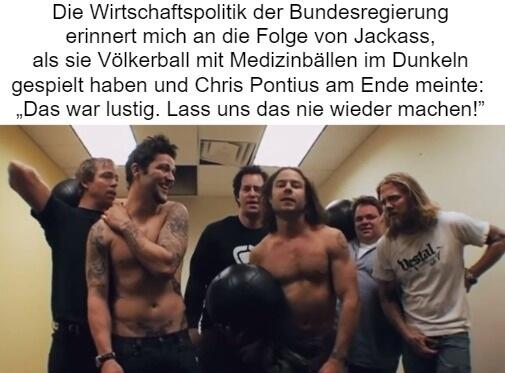 Die Wirtschaftspolitik der Bundesregierung
erinnert mich an die Folge von Jackass,
als sie Völkerball mit Medizinbällen im Dunkeln
gespielt haben und Chris Pontius am Ende meinte:
„Das war lustig. Lass uns das nie wieder machen!”
Vestal